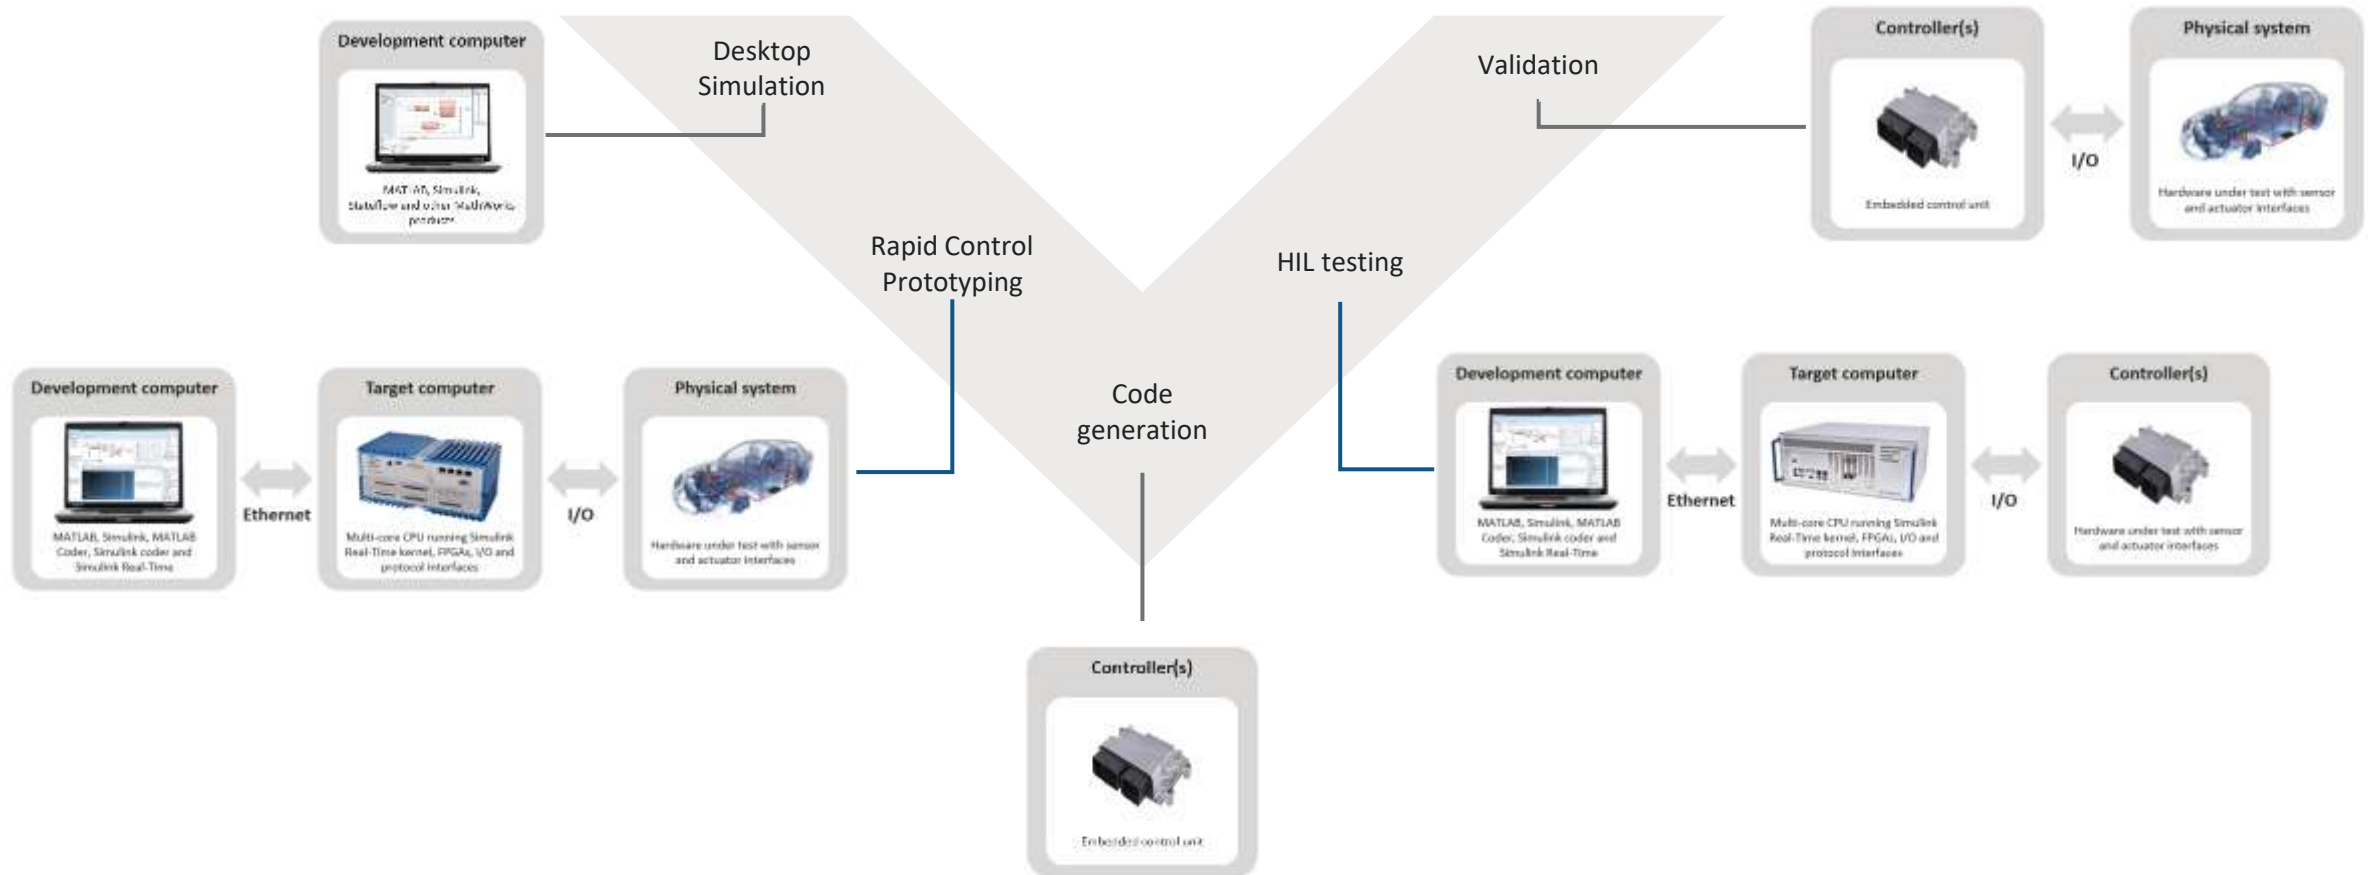 Development computer
MATLAB, Simulink,
Stateflow and other MathWorks
products
Desktop
Simulation
Validation
Controller(s)
Embedded control unit
I/O
Physical system
Hardware under test with sensor
and actuator interfaces
Rapid Control
Prototyping
HIL testing
Development computer
MATLAB, Simulink, MATLAB
Coder, Simulink coder and
Simulink Real-Time
Ethernet
Target computer
Multi-core CPU running Simulink
Real-Time kernel, FPGAs, I/O and
protocol interfaces
I/O
Physical system
Hardware under test with sensor
and actuator interfaces
Code
generation
Development computer
MATLAB, Simulink, MATLAB
Coder, Simulink coder and
Simulink Real-Time
Ethernet
Target computer
Multi-core CPU running Simulink
Real-Time kernel, FPGAs, I/O and
protocol interfaces
I/O
Controller(s)
Hardware under test with sensor
and actuator interfaces
Controller(s)
Embedded control unit